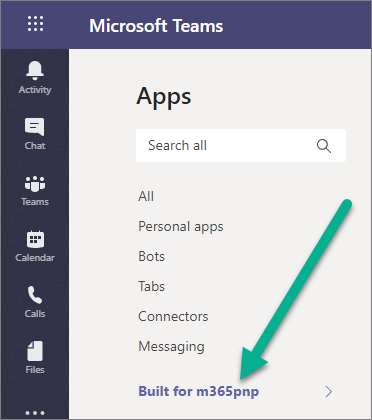 Microsoft Teams
Activity
Chat
Teams
Calendar
Calls
Files
Apps
Search all
All
Personal apps
Bots
Tabs
Connectors
Messaging
Built for m365pnp